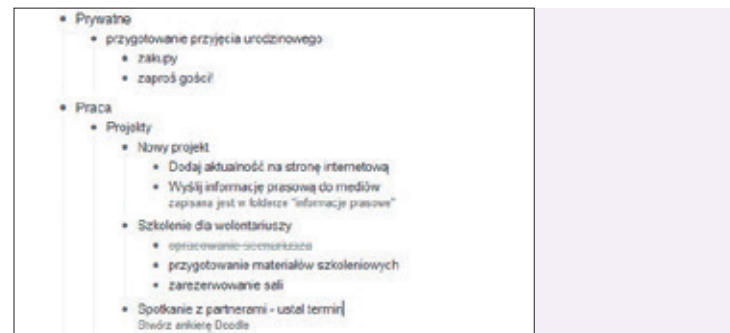 Prywatne
przygotowanie przyjęcia urodzinowego
zakupy
zaproś gości!
Praca
Projekty
Nowy projekt
Dodaj aktualność na stronę internetową
Wyślij informację prasową do mediów
zapisana jest w folderze "informacje prasowe"
Szkolenie dla wolontariuszy
opracowanie scenariusza
przygotowanie materiałów szkoleniowych
zarezerwowanie sali
Spotkanie z partnerami - ustal termin
Stwórz ankietę Doodle